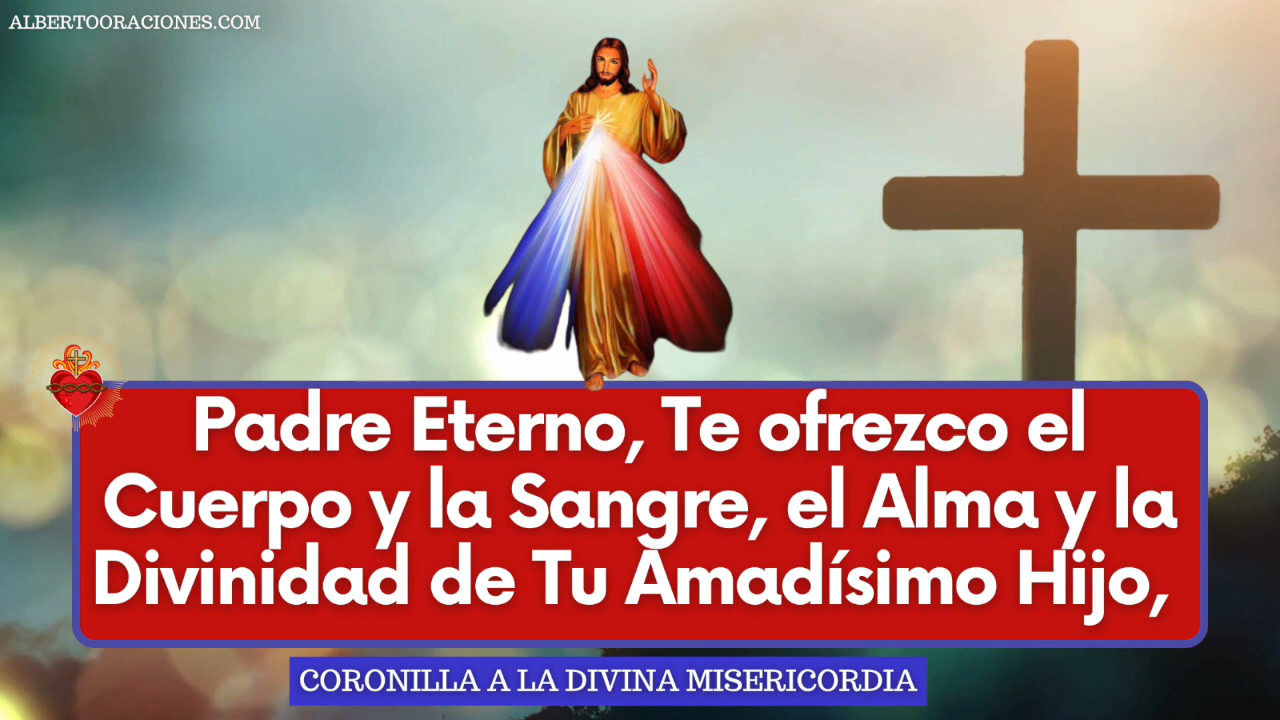 ALBERTOORACIONES.COM
Padre Eterno, Te ofrezco el
Cuerpo y la Sangre, el Alma y la
Divinidad de Tu Amadísimo Hijo,
CORONILLA A LA DIVINA MISERICORDIA